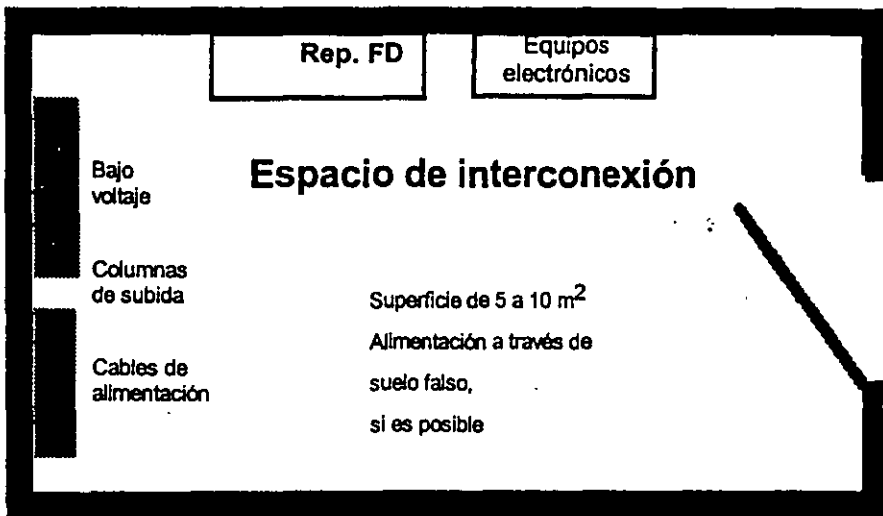 Rep. FD
Equipos
electrónicos
Espacio de interconexión
Bajo
voltaje
Columnas
de subida
Cables de
alimentación
Superficie de 5 a 10 m²
Alimentación a través de
suelo falso,
si es posible